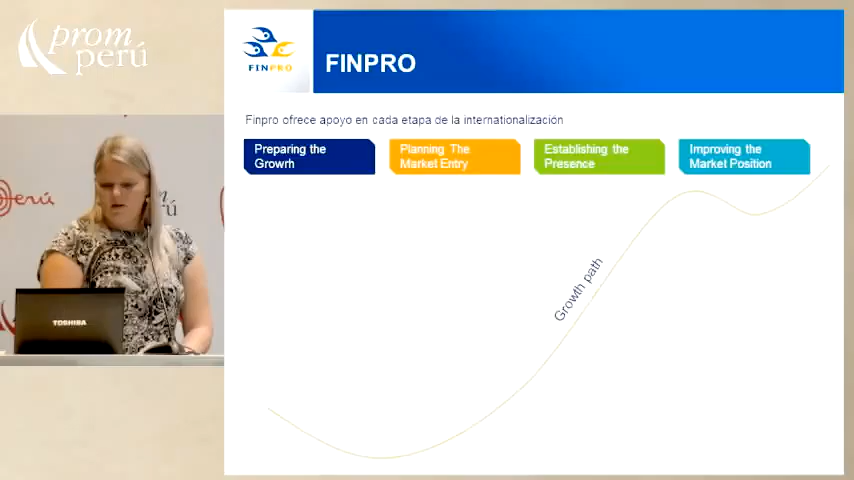 prom
perú
FINPRO
FINPRO
Finpro ofrece apoyo en cada etapa de la internationalización
Preparing the
Growrh
Planning The
Market Entry
Establishing the
Presence
Improving the
Market Position
Growth path
TOSHIBA